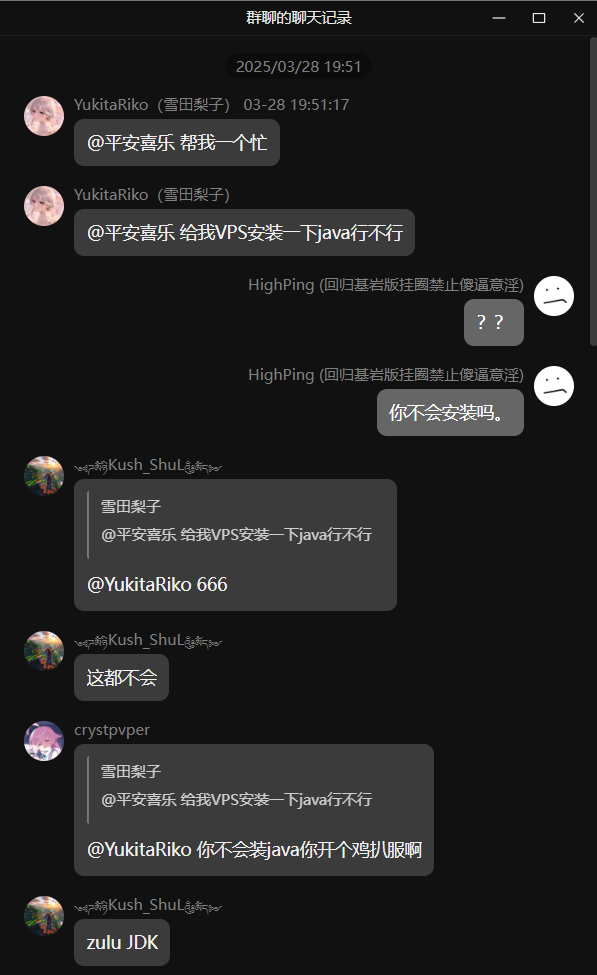 群聊的聊天记录
2025/03/28 19:51
YukitaRiko（雪田梨子） 03-28 19:51:17
@平安喜乐 帮我一个忙
YukitaRiko（雪田梨子）
@平安喜乐 给我VPS安装一下java行不行
HighPing (回归基岩版挂圈禁止傻逼意淫)
？？
HighPing (回归基岩版挂圈禁止傻逼意淫)
你不会安装吗。
Kush_ShuL
雪田梨子
@平安喜乐 给我VPS安装一下java行不行
@YukitaRiko 666
Kush_ShuL
这都不会
crystpvper
雪田梨子
@平安喜乐 给我VPS安装一下java行不行
@YukitaRiko 你不会装java你开个鸡扒服啊
Kush_ShuL
zulu JDK